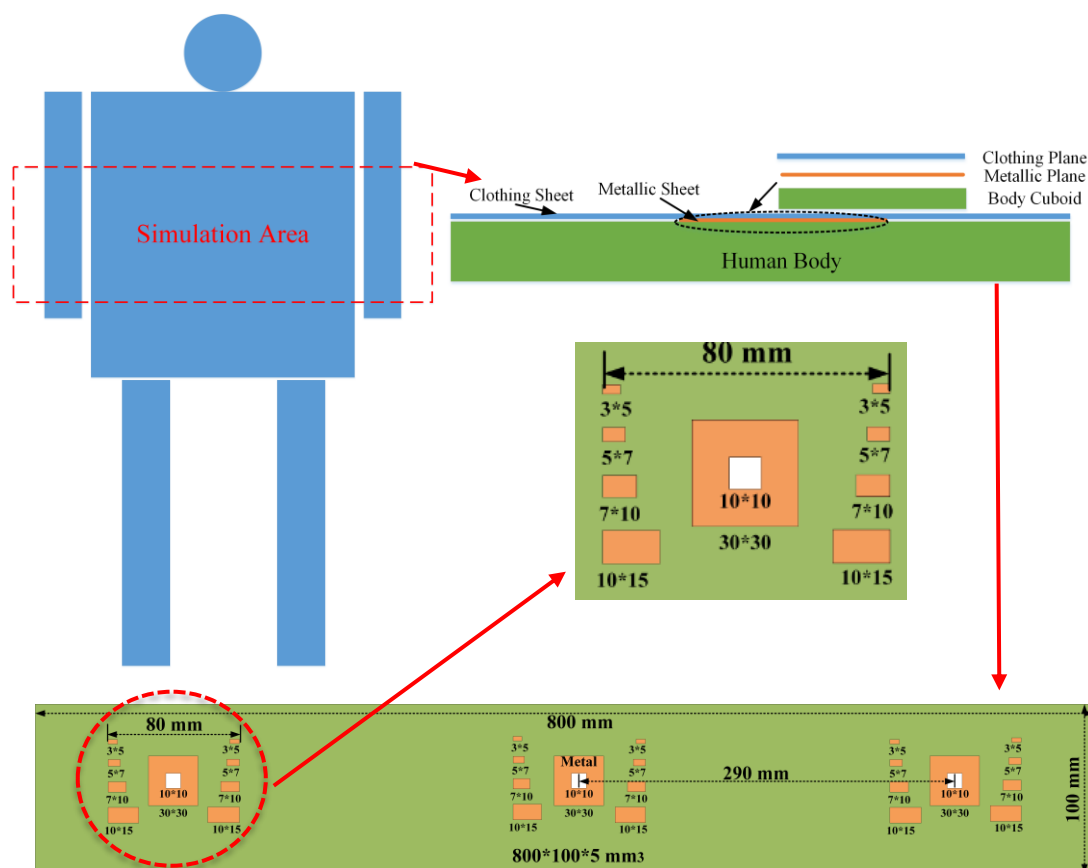 Simulation Area
Clothing Plane
Metallic Plane
Body Cuboid
Clothing Sheet
Metallic Sheet
Human Body
80 mm
3*5
3*5
5*7
5*7
7*10
10*10
7*10
30*30
10*15
10*15
800 mm
80 mm
3*5
3*5
5*7
5*7
7*10
10*10
7*10
30*30
10*15
10*15
3*5
3*5
Metal
5*7
5*7
7*10
10*10
7*10
30*30
10*15
10*15
290 mm
3*5
3*5
5*7
5*7
7*10
10*10
7*10
30*30
10*15
10*15
100 mm
800*100*5 mm3